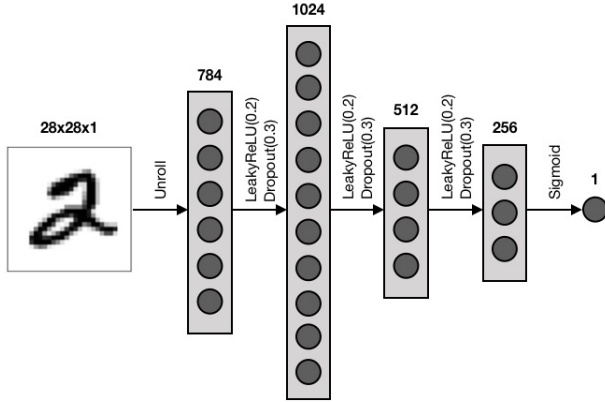 28x28x1
Unroll
784
LeakyReLU(0.2)
Dropout(0.3)
1024
LeakyReLU(0.2)
Dropout(0.3)
512
LeakyReLU(0.2)
Dropout(0.3)
256
Sigmoid
1
2